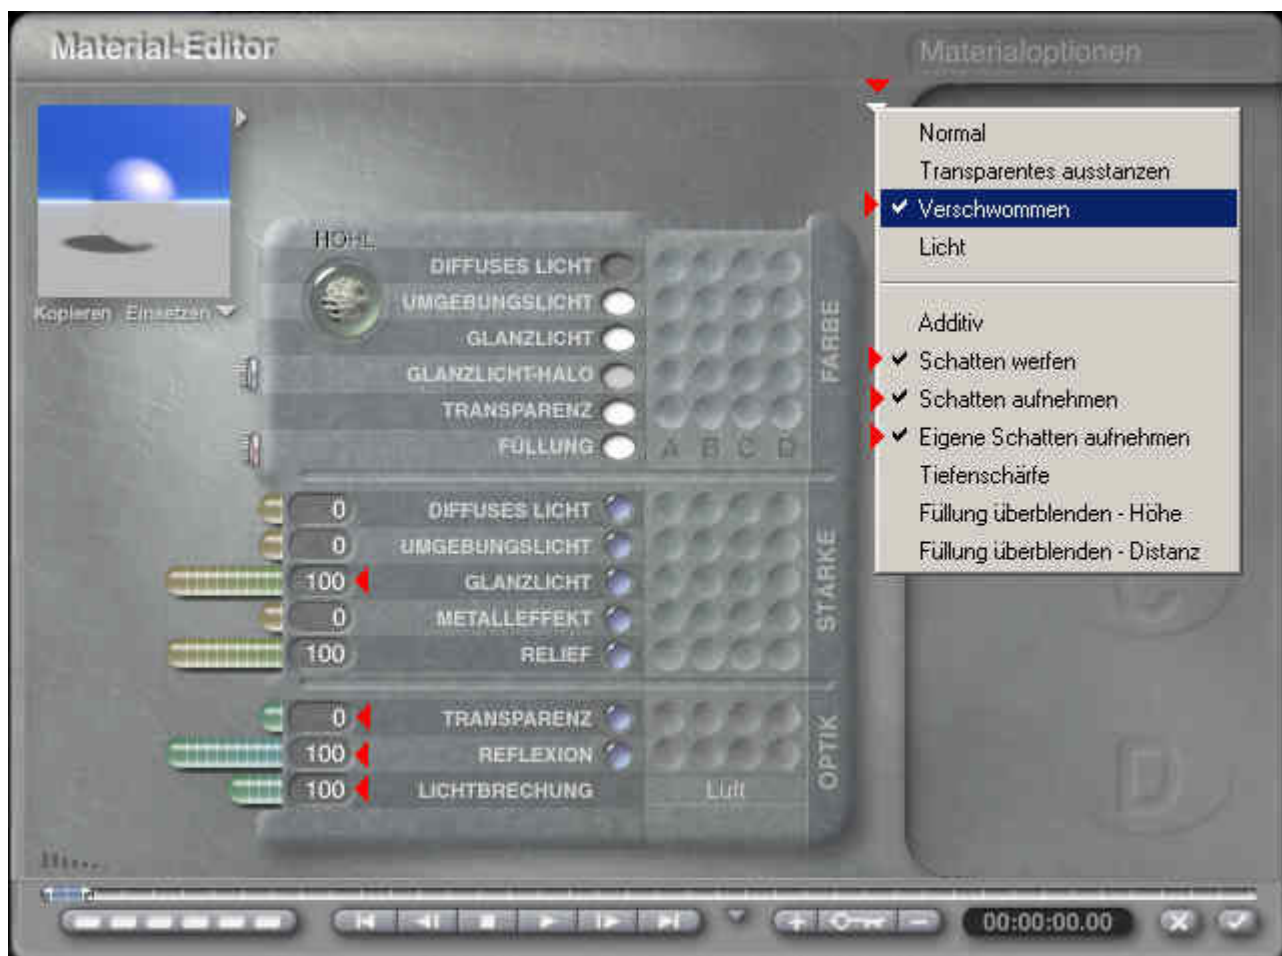 Material-Editor
Materialoptionen
Normal
Transparentes ausstanzen
Verschwommen
Licht
Additiv
Schatten werfen
Schatten aufnehmen
Eigene Schatten aufnehmen
Tiefenschärfe
Füllung überblenden - Höhe
Füllung überblenden - Distanz
Kopieren Einsetzen
HOHL
DIFFUSES LICHT
UMGEBUNGSLICHT
GLANZLICHT
GLANZLICHT-HALO
TRANSPARENZ
FÜLLUNG
A B C D
FARBE
0 DIFFUSES LICHT
0 UMGEBUNGSLICHT
100 GLANZLICHT
0 METALLEFFEKT
100 RELIEF
STÄRKE
0 TRANSPARENZ
100 REFLEXION
100 LICHTBRECHUNG Luft
OPTIK
D
00:00:00.00